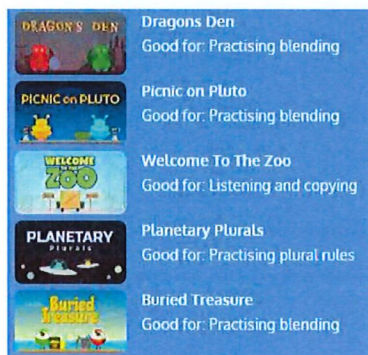 DRAGON'S DEN
Dragons Den
Good for: Practising blending
PICNIC on PLUTO
Picnic on Pluto
Good for: Practising blending
WELCOME
TO THE
ZOO
Welcome To The Zoo
Good for: Listening and copying
PLANETARY
Plurals
Planetary Plurals
Good for: Practising plural rules
Buried
Treasure
Buried Treasure
Good for: Practising blending